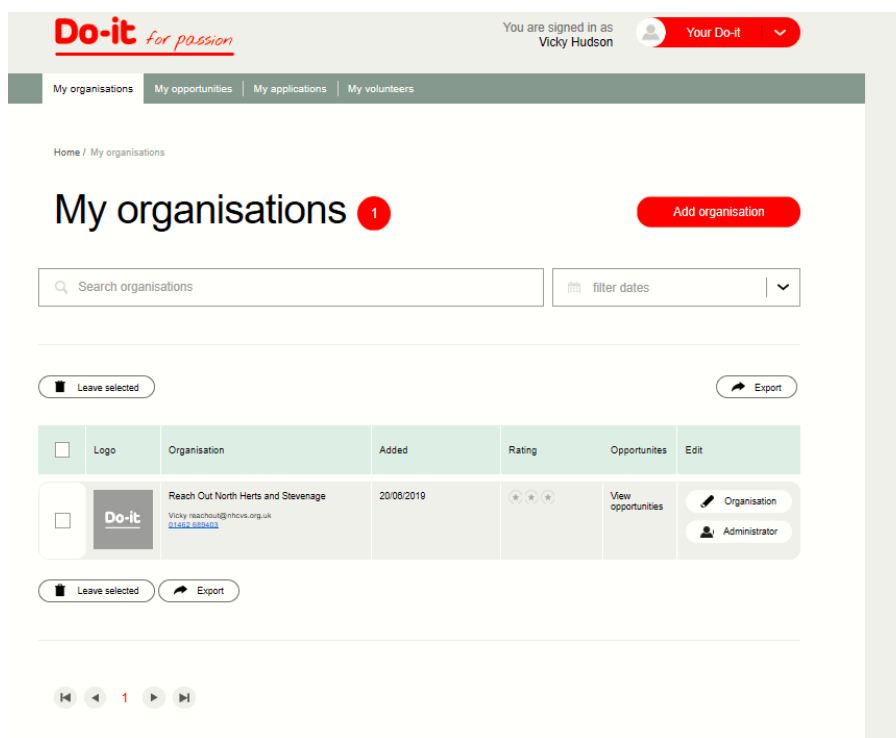 Do-it for passion
You are signed in as
Vicky Hudson
Your Do-it
My organisations My opportunities My applications My volunteers
Home / My organisations
My organisations 1
Add organisation
Search organisations
filter dates
Leave selected
Export
Logo Organisation Added Rating Opportunites Edit
Do-it
Reach Out North Herts and Stevenage
Vicky reachout@nhcvs.org.uk
01462 689403
20/06/2019
View
opportunities
Organisation
Administrator
Leave selected
Export
1